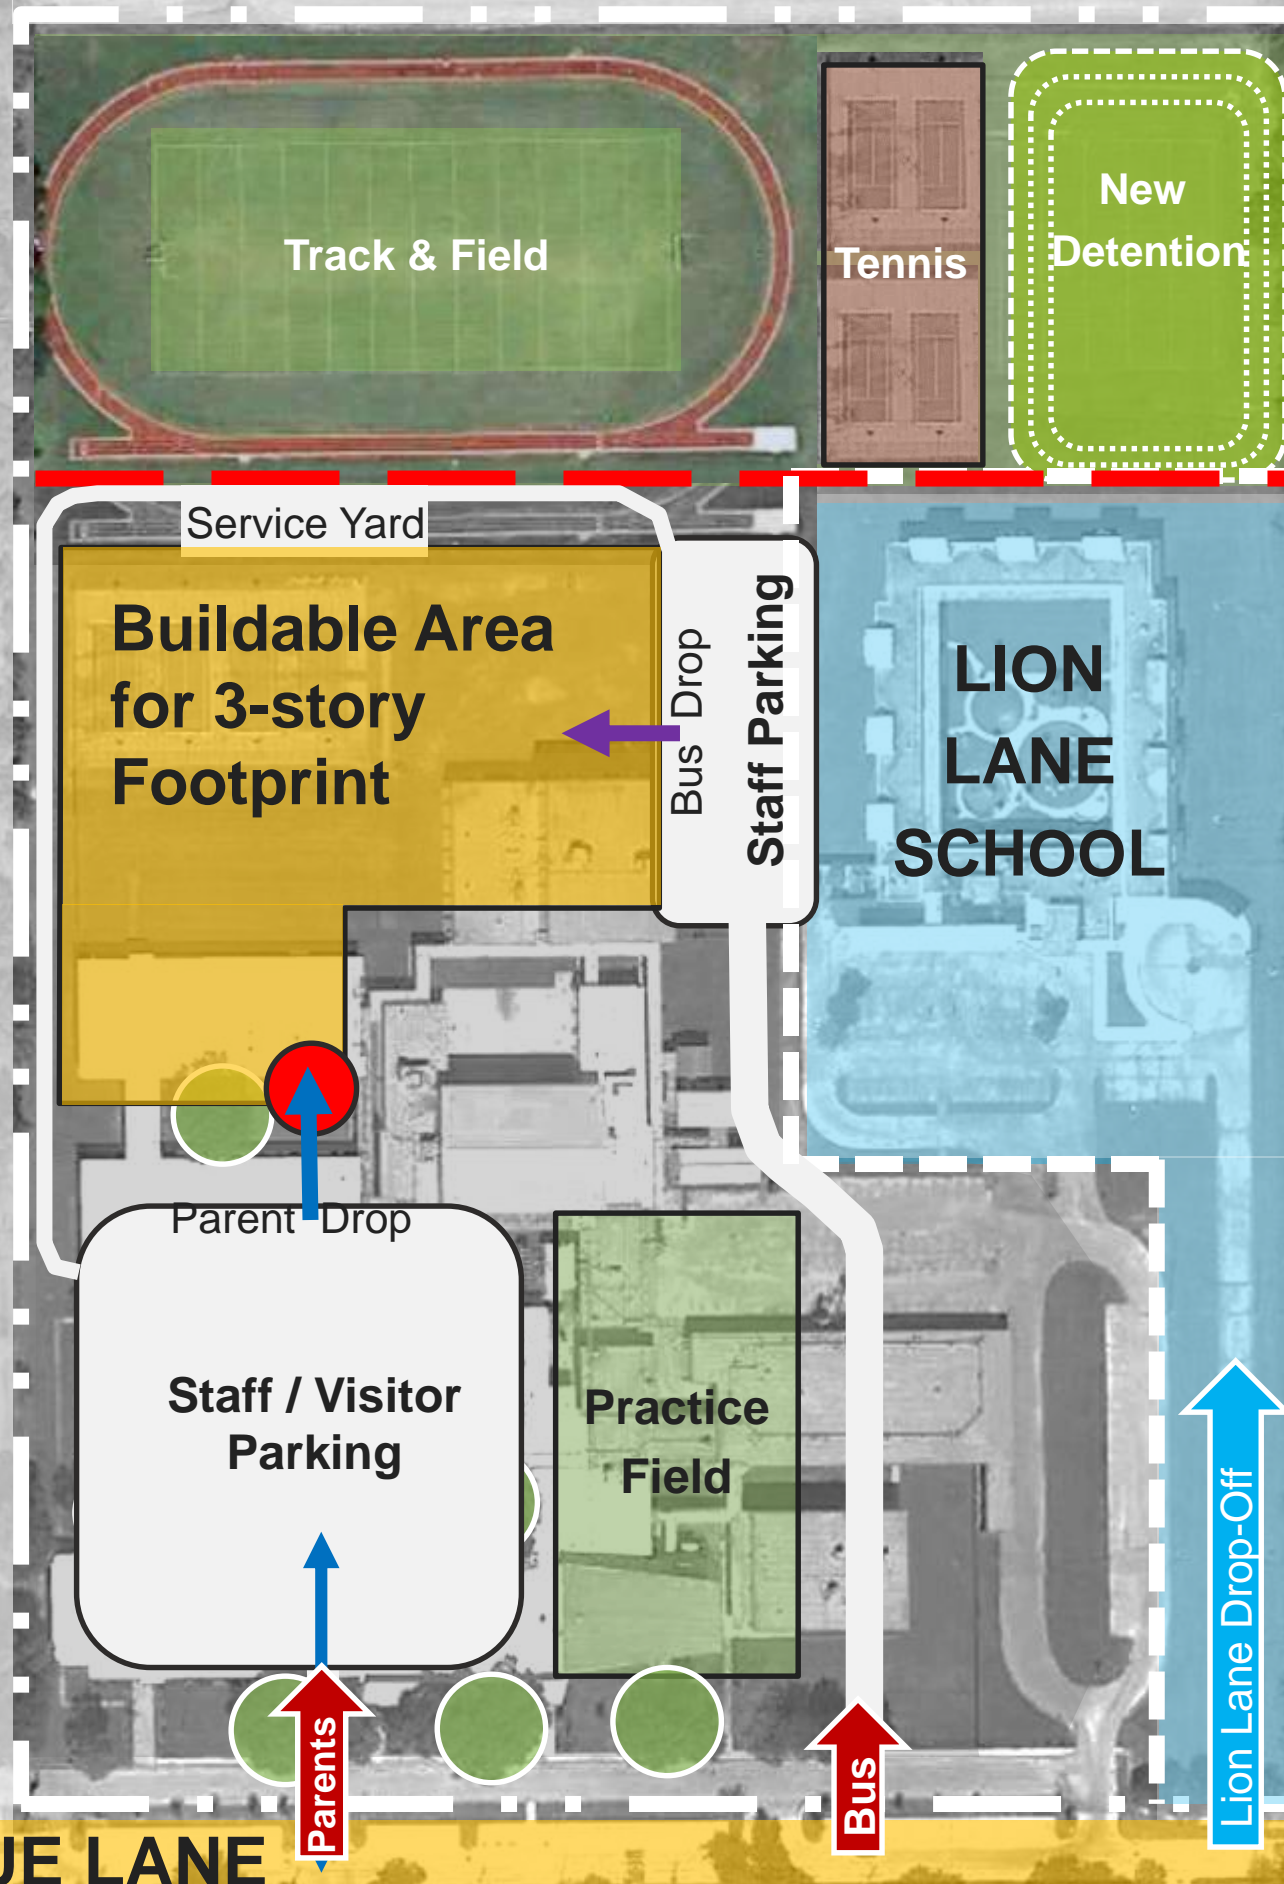 Track & Field
Tennis
New
Detention
Service Yard
Buildable Area
for 3-story
Footprint
Bus Drop
Staff Parking
LION
LANE
SCHOOL
Parent Drop
Staff / Visitor
Parking
Practice
Field
Parents
Bus
Lion Lane Drop-Off
UE LANE